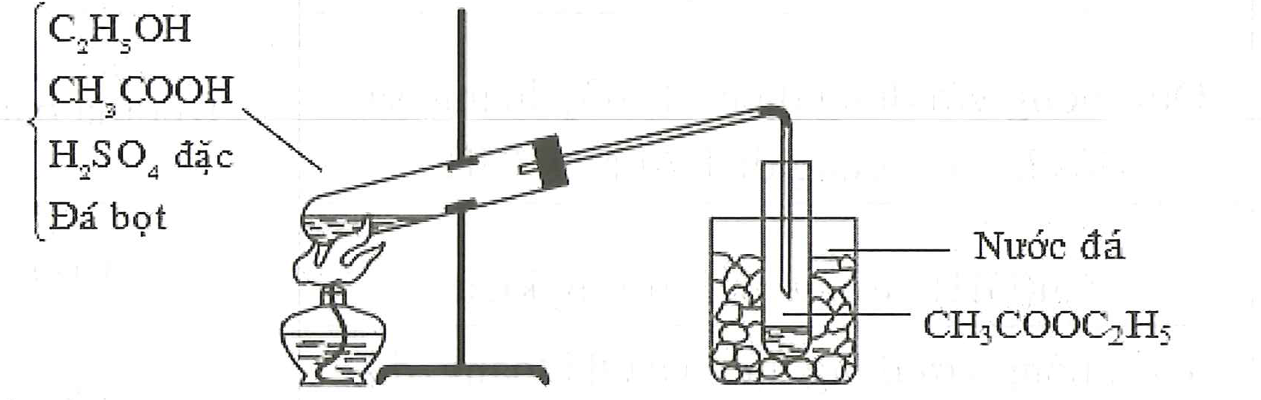 C₂H₅OH
CH₃COOH
H₂SO₄ đặc
Đá bọt
Nước đá
CH₃COOC₂H₅